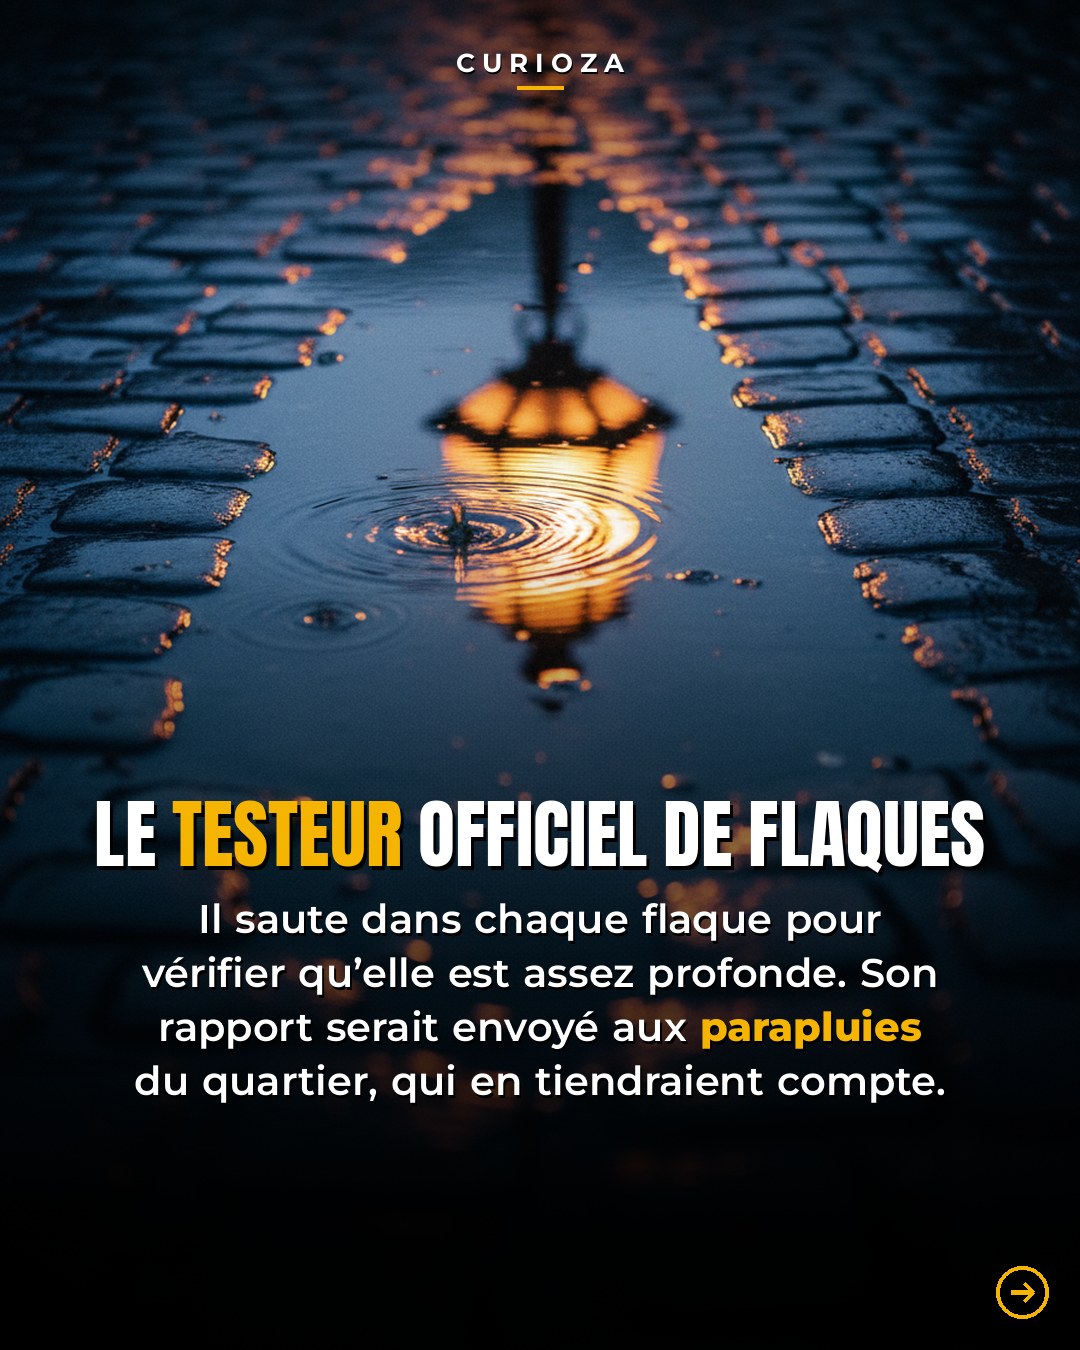 CURIOZA
LE TESTEUR OFFICIEL DE FLAQUES
Il saute dans chaque flaque pour
vérifier qu’elle est assez profonde. Son
rapport serait envoyé aux parapluies
du quartier, qui en tiendraient compte.